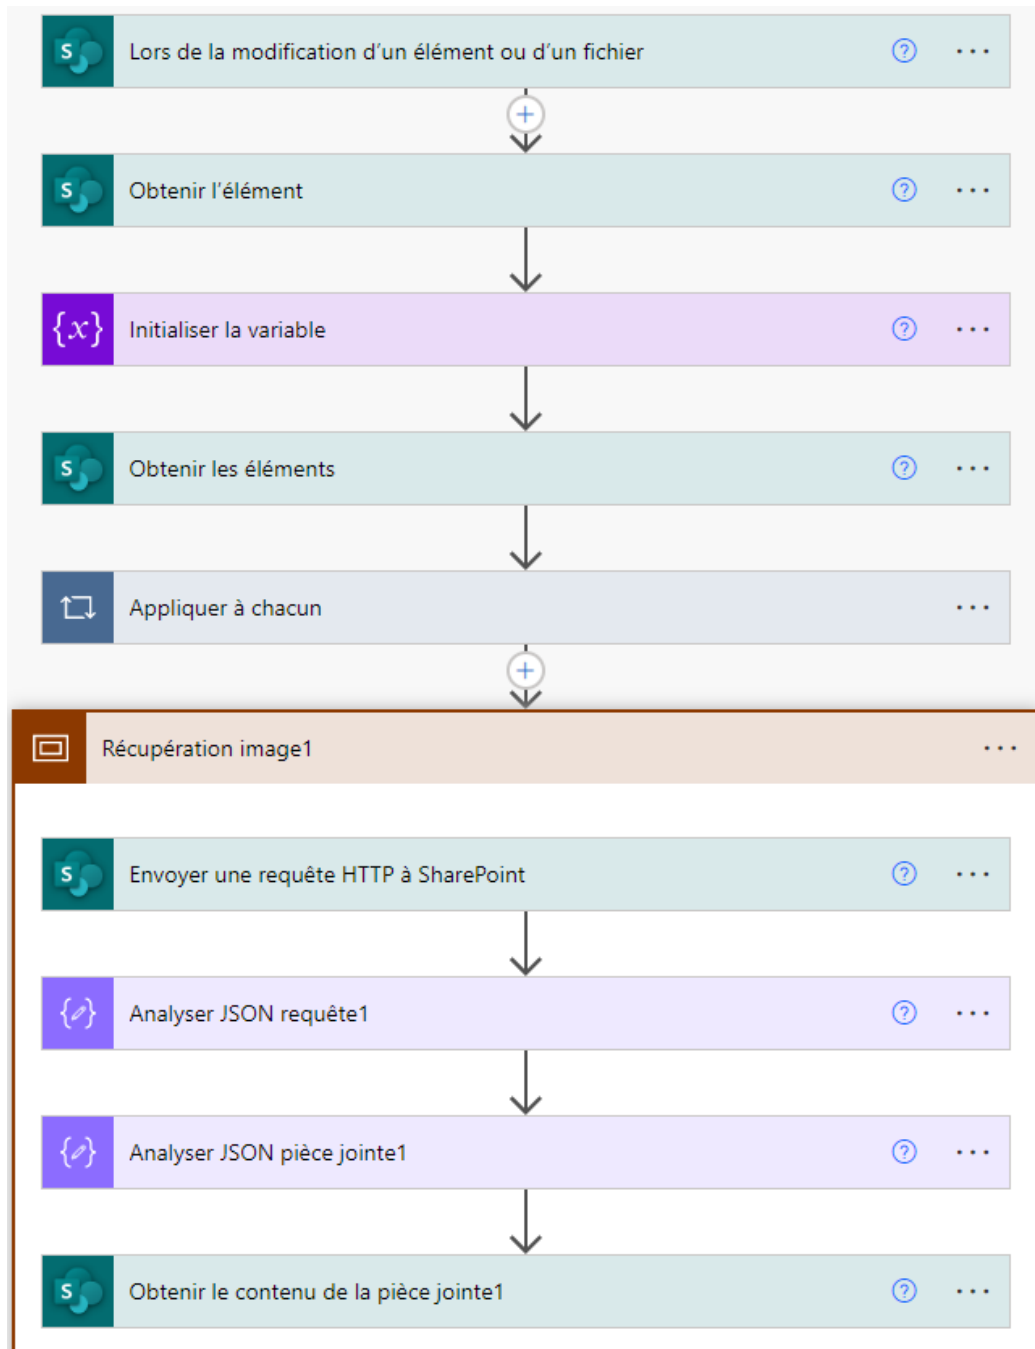 Lors de la modification d’un élément ou d’un fichier
Obtenir l’élément
{x} Initialiser la variable
Obtenir les éléments
Appliquer à chacun
Récupération image1
Envoyer une requête HTTP à SharePoint
Analyser JSON requête1
Analyser JSON pièce jointe1
Obtenir le contenu de la pièce jointe1